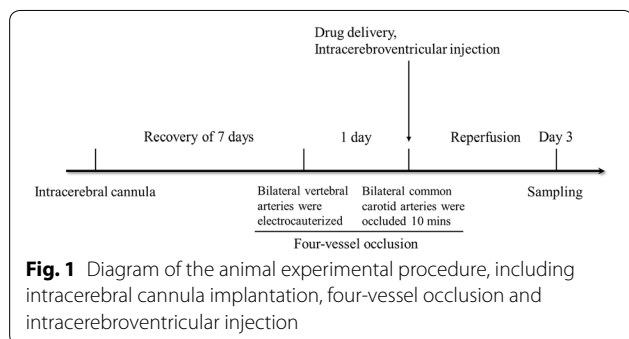 Drug delivery,
Intracerebroventricular injection
Recovery of 7 days
1 day
Reperfusion
Day 3
Intracerebral cannula
Bilateral vertebral
arteries were
electrocauterized
Bilateral common
carotid arteries were
occluded 10 mins
Sampling
Four-vessel occlusion
Fig. 1 Diagram of the animal experimental procedure, including
intracerebral cannula implantation, four-vessel occlusion and
intracerebroventricular injection